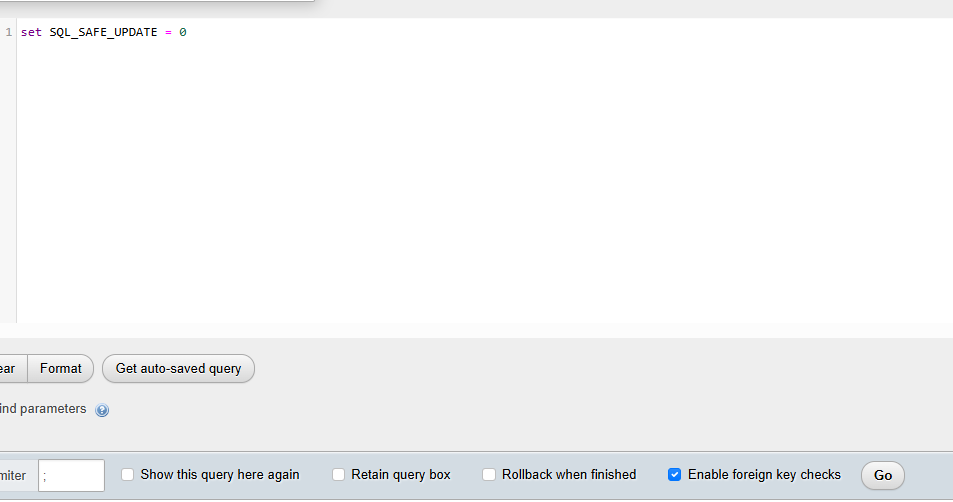 1 set SQL_SAFE_UPDATE = 0
ear Format Get auto-saved query
ind parameters
miter ; Show this query here again Retain query box Rollback when finished Enable foreign key checks Go